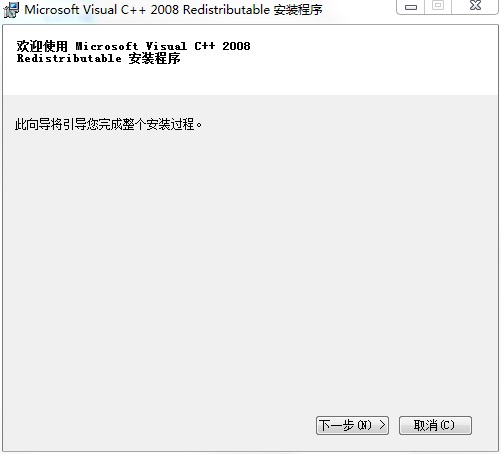 Microsoft Visual C++ 2008 Redistributable 安装程序
欢迎使用 Microsoft Visual C++ 2008
Redistributable 安装程序
此向导将引导您完成整个安装过程。
下一步(N) > 取消(C)